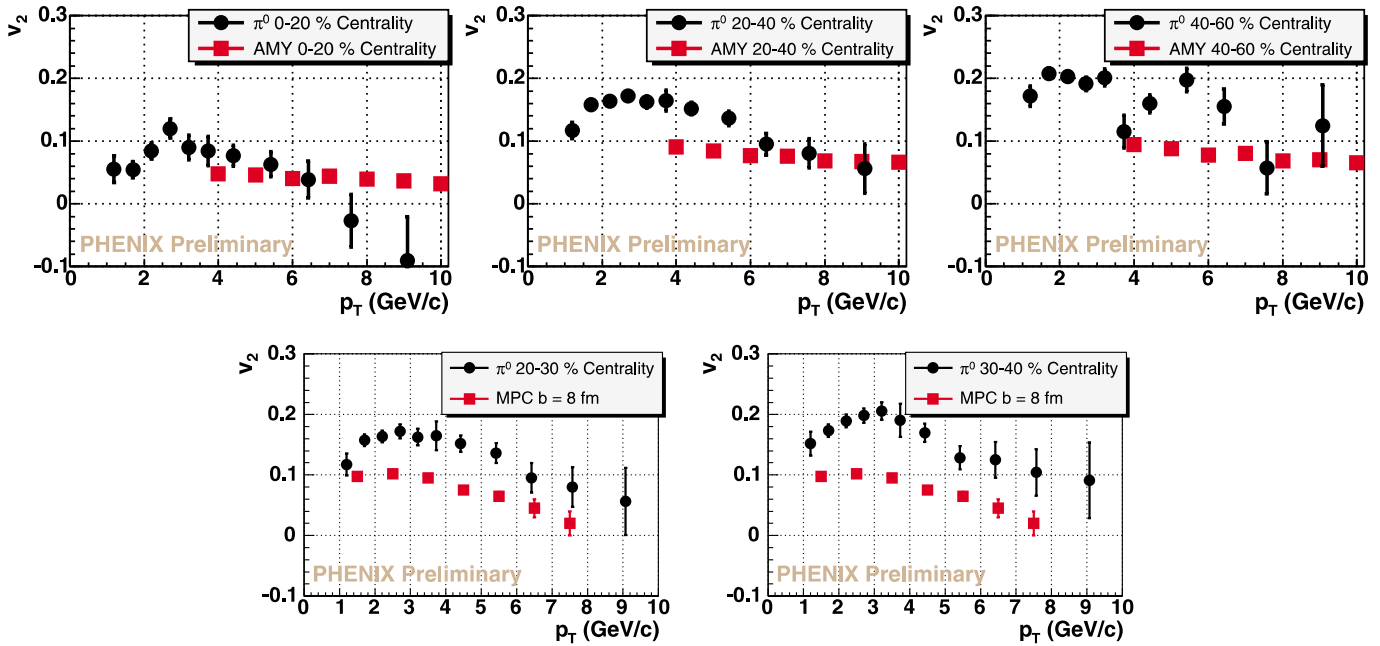 v₂
π⁰ 0-20 % Centrality
AMY 0-20 % Centrality
0.3
0.2
0.1
0
-0.1
PHENIX Preliminary
0 2 4 6 8 10
p_T (GeV/c)
v₂
π⁰ 20-40 % Centrality
AMY 20-40 % Centrality
0.3
0.2
0.1
0
-0.1
PHENIX Preliminary
0 2 4 6 8 10
p_T (GeV/c)
v₂
π⁰ 40-60 % Centrality
AMY 40-60 % Centrality
0.3
0.2
0.1
0
-0.1
PHENIX Preliminary
0 2 4 6 8 10
p_T (GeV/c)
v₂
π⁰ 20-30 % Centrality
MPC b = 8 fm
0.3
0.2
0.1
0
-0.1
PHENIX Preliminary
0 1 2 3 4 5 6 7 8 9 10
p_T (GeV/c)
v₂
π⁰ 30-40 % Centrality
MPC b = 8 fm
0.3
0.2
0.1
0
-0.1
PHENIX Preliminary
0 1 2 3 4 5 6 7 8 9 10
p_T (GeV/c)